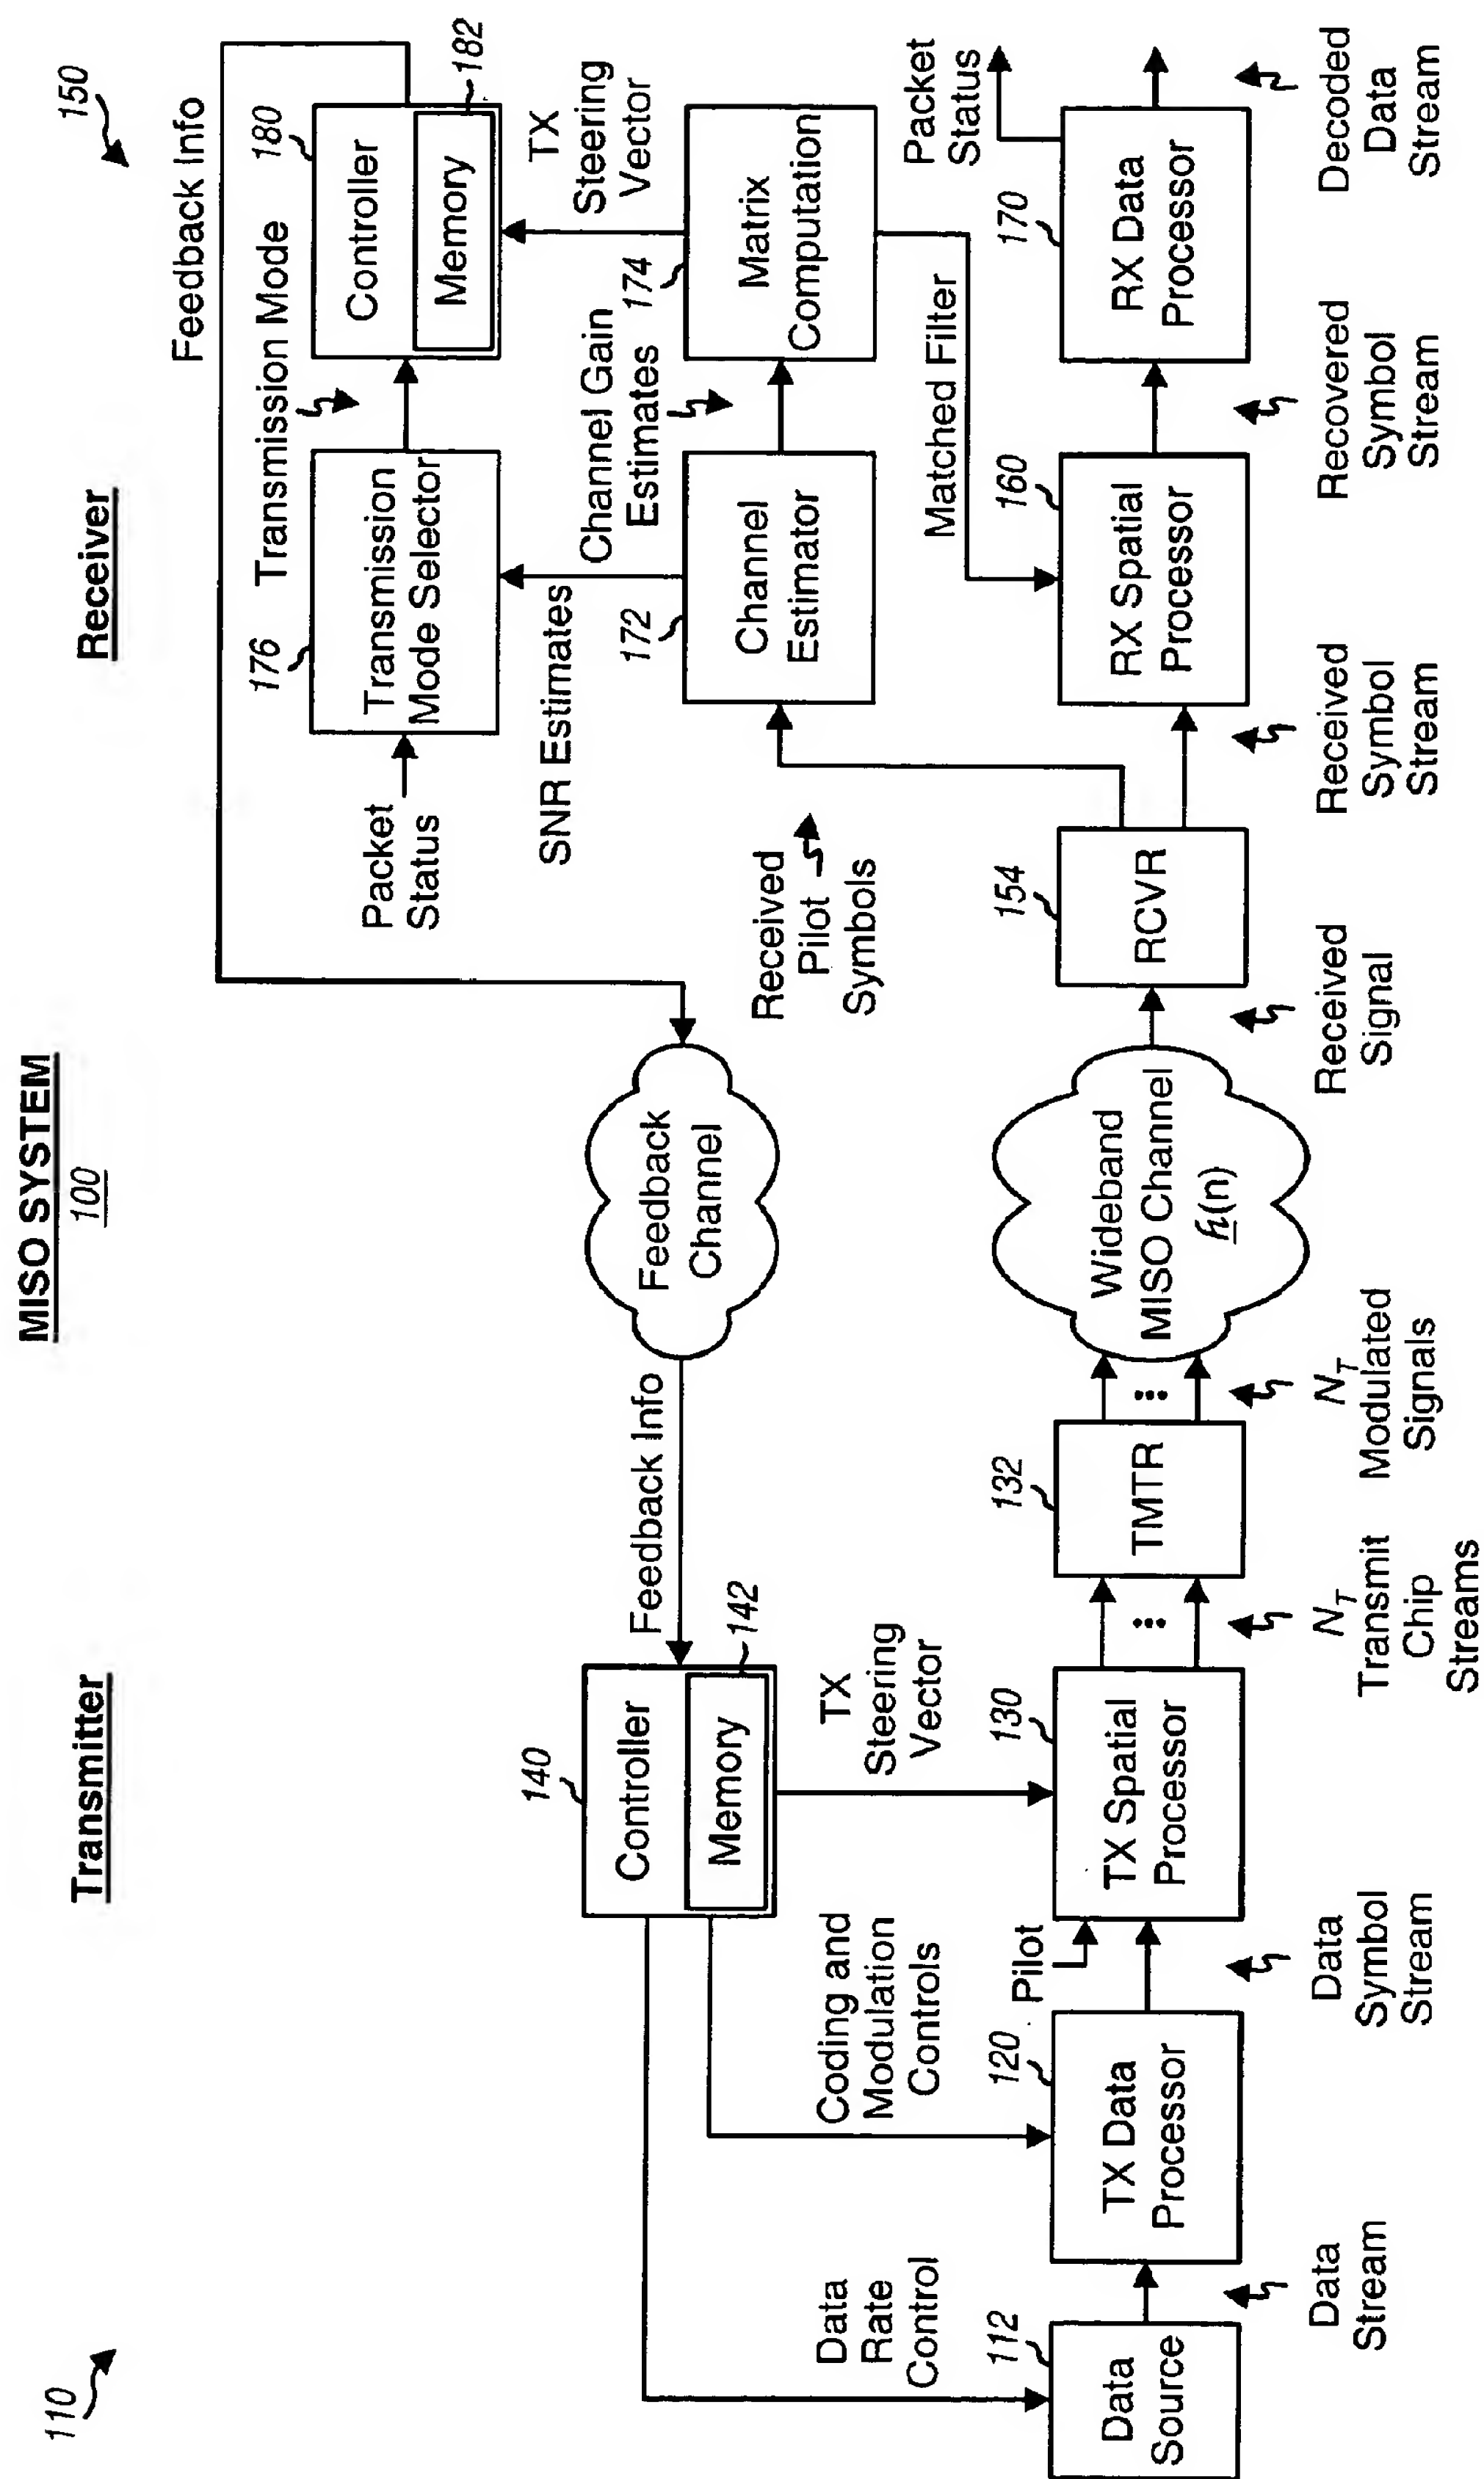 MISO SYSTEM
100
Transmitter
Receiver
110
150
Feedback Info
140
Controller
Memory
142
Feedback Info
Feedback
Channel
Packet
Status
176
Transmission
Mode Selector
Transmission Mode
180
Controller
Memory
182
SNR Estimates
TX
Steering
Vector
Received
Pilot
Symbols
172
Channel
Estimator
Channel Gain
Estimates
174
Matrix
Computation
Matched Filter
Data
Rate
Control
Coding and
Modulation
Controls
TX
Steering
Vector
Packet
Status
112
Data
Source
120
TX Data
Processor
Pilot
130
TX Spatial
Processor
132
TMTR
Wideband
MISO Channel
h(n)
154
RCVR
160
RX Spatial
Processor
170
RX Data
Processor
Data
Stream
Data
Symbol
Stream
NT
Transmit
Chip
Streams
NT
Modulated
Signals
Received
Signal
Received
Symbol
Stream
Recovered
Symbol
Stream
Decoded
Data
Stream